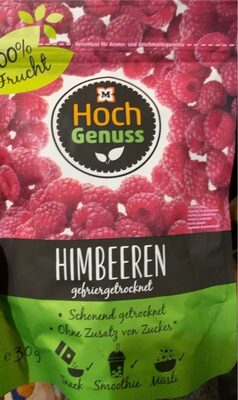 Verschluss für Aroma- und Geschmacksgarantie
00%
Frucht
M
Hoch
Genuss
HIMBEEREN
gefriergetrocknet
• Schonend getrocknet
• Ohne Zusatz von Zucker*
e 30g
Snack Smoothie Müsli